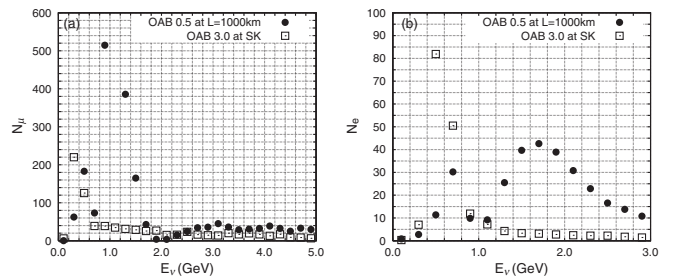 (a)
OAB 0.5 at L=1000km
OAB 3.0 at SK
600
500
400
300
200
100
0
Nμ
0.0 1.0 2.0 3.0 4.0 5.0
Eν(GeV)
(b)
OAB 0.5 at L=1000km
OAB 3.0 at SK
100
90
80
70
60
50
40
30
20
10
0
Ne
0.0 1.0 2.0 3.0
Eν(GeV)